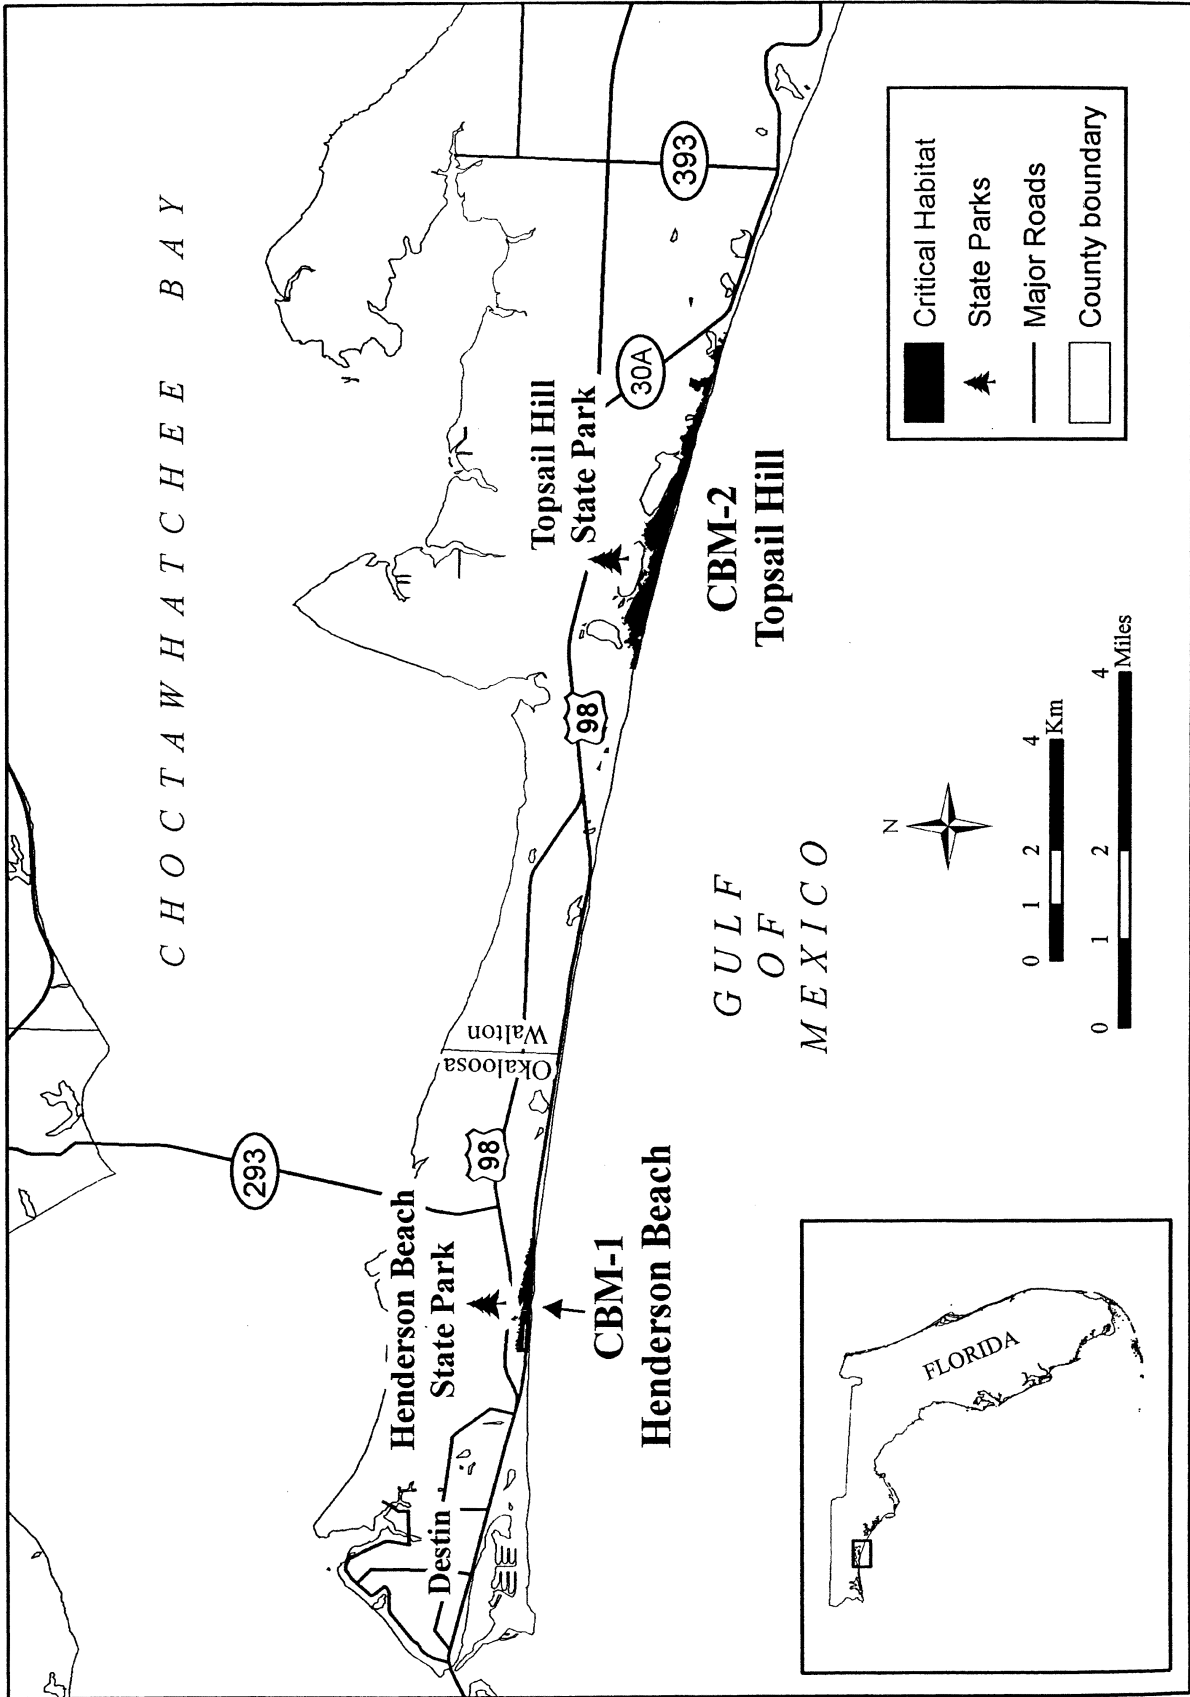 CHOCTAWHATCHEE BAY
293
Henderson Beach
State Park
Destin
98
Okaloosa
Walton
98
Topsail Hill
State Park
30A
393
CBM-1
Henderson Beach
CBM-2
Topsail Hill
GULF
OF
MEXICO
FLORIDA
N
0 1 2 4
Km
0 1 2 4
Miles
Critical Habitat
State Parks
Major Roads
County boundary